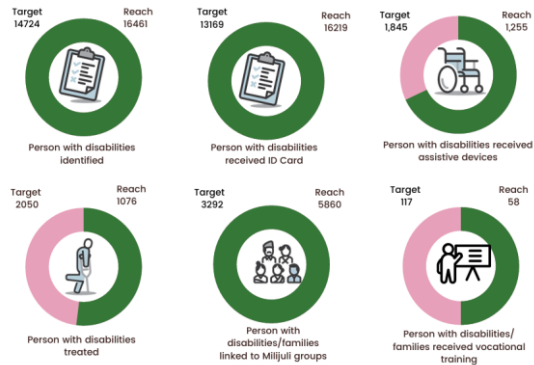 Target Reach
14724 16461
Person with disabilities
identified
Target Reach
13169 16219
Person with disabilities
received ID Card
Target Reach
1,845 1,255
Person with disabilities received
assistive devices
Target Reach
2050 1076
Person with disabilities
treated
Target Reach
3292 5860
Person with
disabilities/families
linked to Milijuli groups
Target Reach
117 58
Person with disabilities/
families received vocational
training